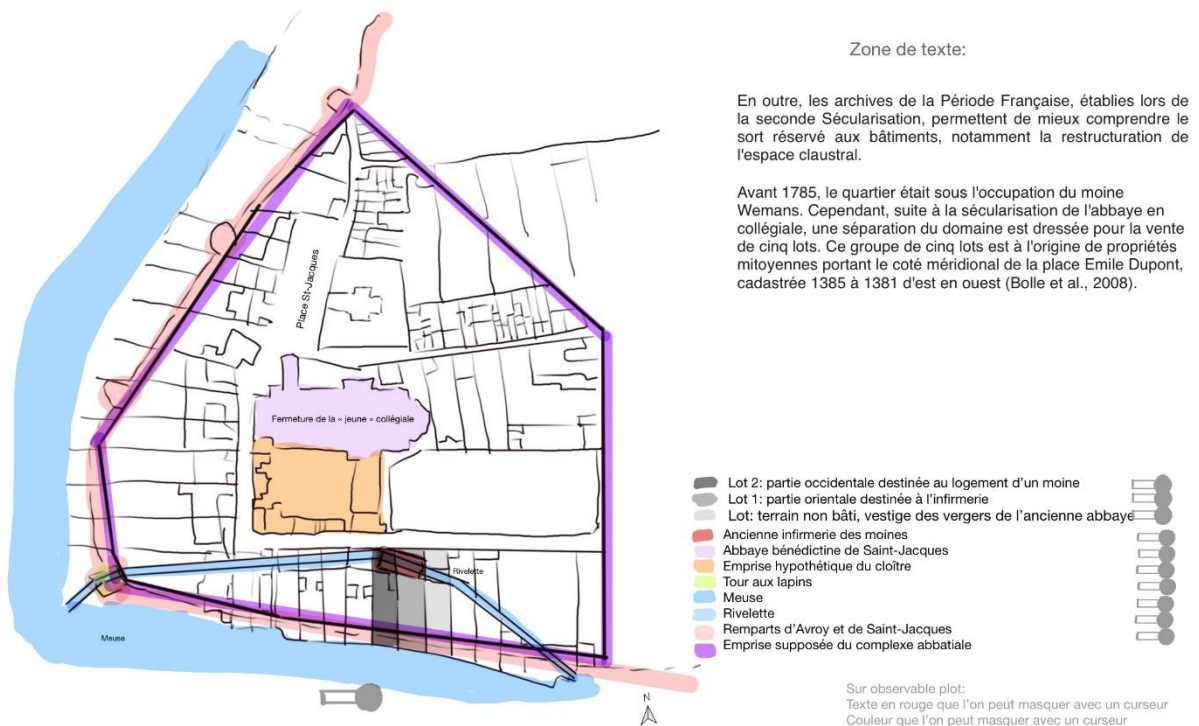 Zone de texte:
En outre, les archives de la Période Française, établies lors de
la seconde Sécularisation, permettent de mieux comprendre le
sort réservé aux bâtiments, notamment la restructuration de
l'espace claustral.
Avant 1785, le quartier était sous l'occupation du moine
Wemans. Cependant, suite à la sécularisation de l'abbaye en
collégiale, une séparation du domaine est dressée pour la vente
de cinq lots. Ce groupe de cinq lots est à l'origine de propriétés
mitoyennes portant le coté méridional de la place Emile Dupont,
cadastrée 1385 à 1381 d'est en ouest (Bolle et al., 2008).
Place St-Jacques
Fermeture de la « jeune » collégiale
Rivelette
Meuse
Lot 2: partie occidentale destinée au logement d'un moine
Lot 1: partie orientale destinée à l'infirmerie
Lot: terrain non bâti, vestige des vergers de l'ancienne abbaye
Ancienne infirmerie des moines
Abbaye bénédictine de Saint-Jacques
Emprise hypothétique du cloître
Tour aux lapins
Meuse
Rivelette
Remparts d'Avroy et de Saint-Jacques
Emprise supposée du complexe abbatiale
N
Sur observable plot:
Texte en rouge que l'on peut masquer avec un curseur
Couleur que l'on peut masquer avec un curseur